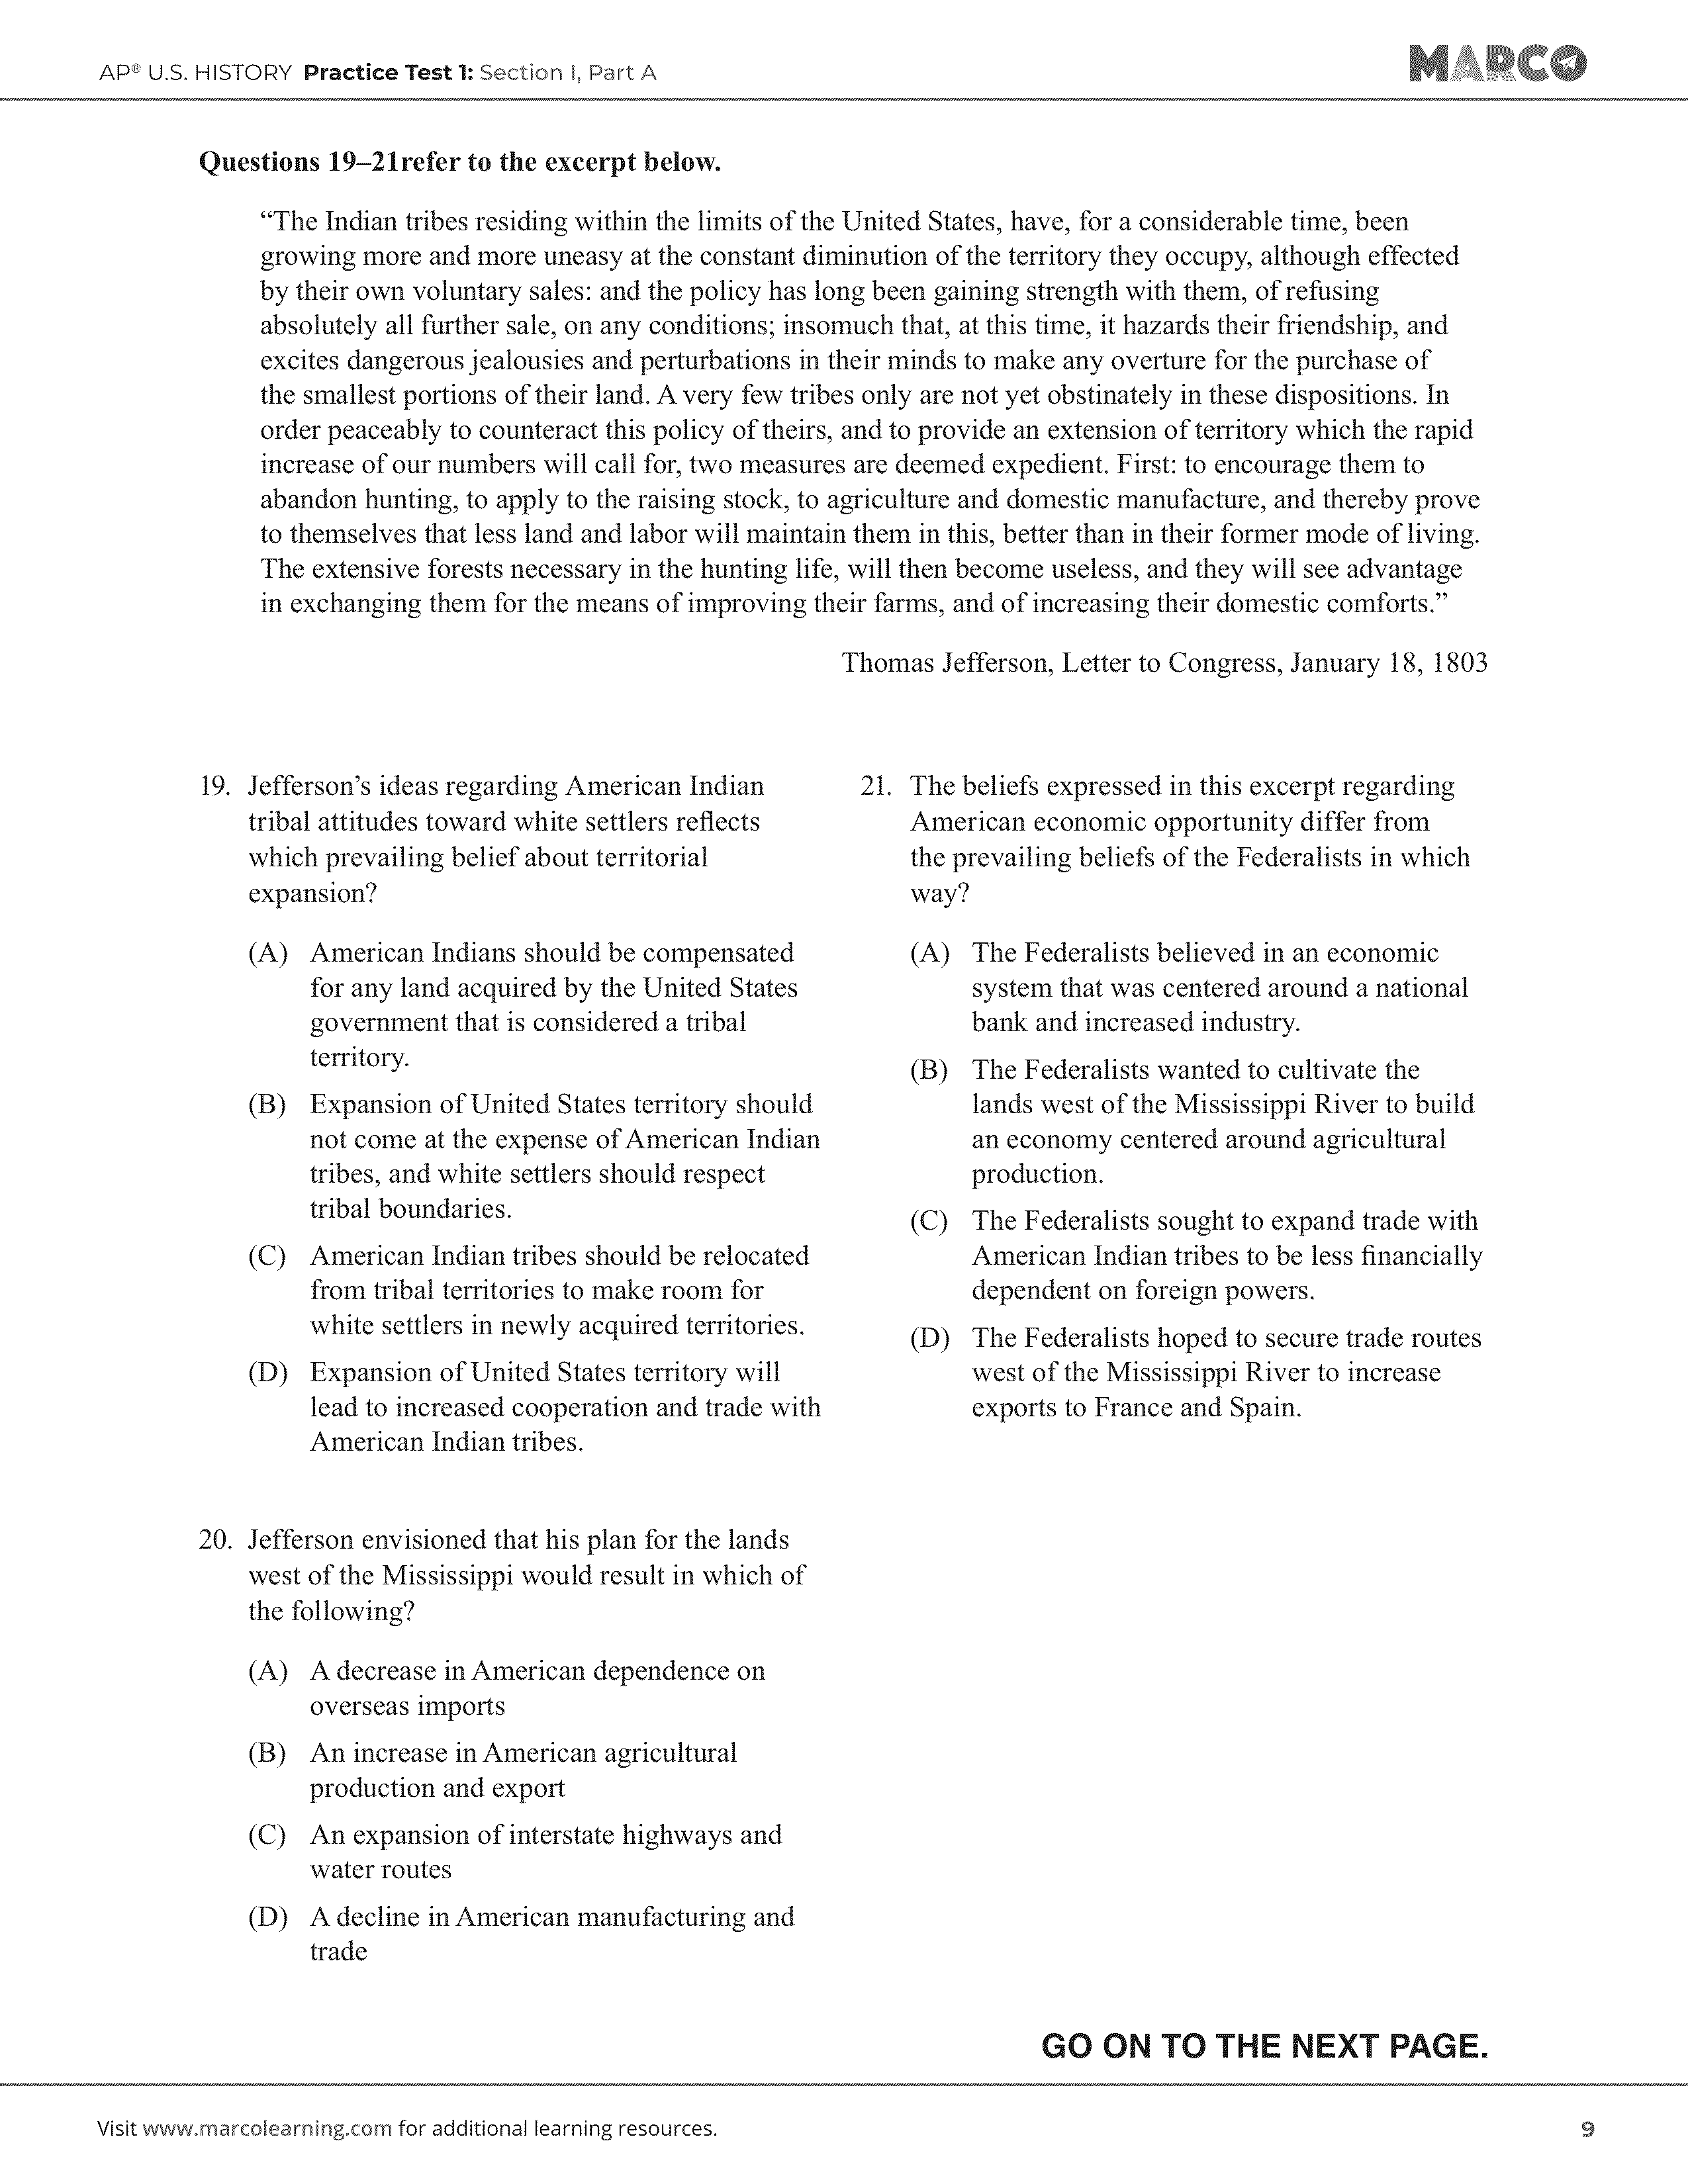 AP® U.S. HISTORY Practice Test 1: Section I, Part A
MARCO
Questions 19–21refer to the excerpt below.
“The Indian tribes residing within the limits of the United States, have, for a considerable time, been
growing more and more uneasy at the constant diminution of the territory they occupy, although effected
by their own voluntary sales: and the policy has long been gaining strength with them, of refusing
absolutely all further sale, on any conditions; insomuch that, at this time, it hazards their friendship, and
excites dangerous jealousies and perturbations in their minds to make any overture for the purchase of
the smallest portions of their land. A very few tribes only are not yet obstinately in these dispositions. In
order peaceably to counteract this policy of theirs, and to provide an extension of territory which the rapid
increase of our numbers will call for, two measures are deemed expedient. First: to encourage them to
abandon hunting, to apply to the raising stock, to agriculture and domestic manufacture, and thereby prove
to themselves that less land and labor will maintain them in this, better than in their former mode of living.
The extensive forests necessary in the hunting life, will then become useless, and they will see advantage
in exchanging them for the means of improving their farms, and of increasing their domestic comforts.”
Thomas Jefferson, Letter to Congress, January 18, 1803
19. Jefferson’s ideas regarding American Indian
tribal attitudes toward white settlers reflects
which prevailing belief about territorial
expansion?
(A) American Indians should be compensated
for any land acquired by the United States
government that is considered a tribal
territory.
(B) Expansion of United States territory should
not come at the expense of American Indian
tribes, and white settlers should respect
tribal boundaries.
(C) American Indian tribes should be relocated
from tribal territories to make room for
white settlers in newly acquired territories.
(D) Expansion of United States territory will
lead to increased cooperation and trade with
American Indian tribes.
20. Jefferson envisioned that his plan for the lands
west of the Mississippi would result in which of
the following?
(A) A decrease in American dependence on
overseas imports
(B) An increase in American agricultural
production and export
(C) An expansion of interstate highways and
water routes
(D) A decline in American manufacturing and
trade
21. The beliefs expressed in this excerpt regarding
American economic opportunity differ from
the prevailing beliefs of the Federalists in which
way?
(A) The Federalists believed in an economic
system that was centered around a national
bank and increased industry.
(B) The Federalists wanted to cultivate the
lands west of the Mississippi River to build
an economy centered around agricultural
production.
(C) The Federalists sought to expand trade with
American Indian tribes to be less financially
dependent on foreign powers.
(D) The Federalists hoped to secure trade routes
west of the Mississippi River to increase
exports to France and Spain.
GO ON TO THE NEXT PAGE.
Visit www.marcolearning.com for additional learning resources.
9